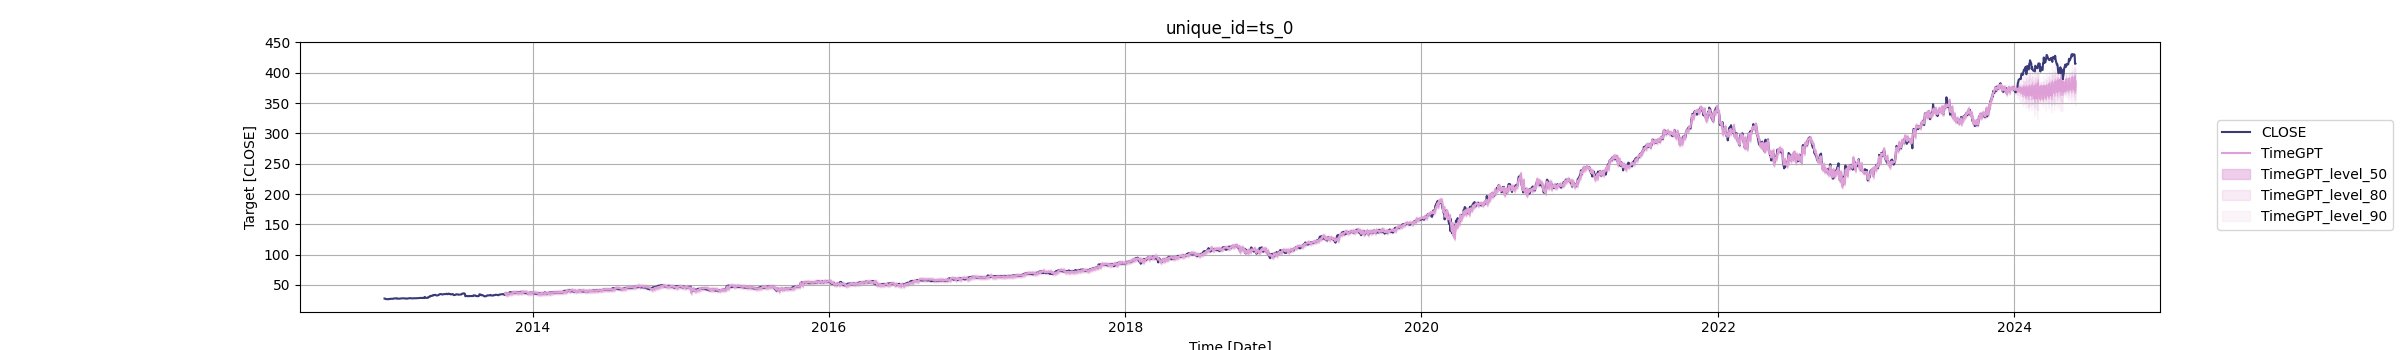 unique_id=ts_0
450
400
350
300
250
200
150
100
50
Target [CLOSE]
2014
2016
2018
2020
2022
2024
Time [Date]
CLOSE
TimeGPT
TimeGPT_level_50
TimeGPT_level_80
TimeGPT_level_90